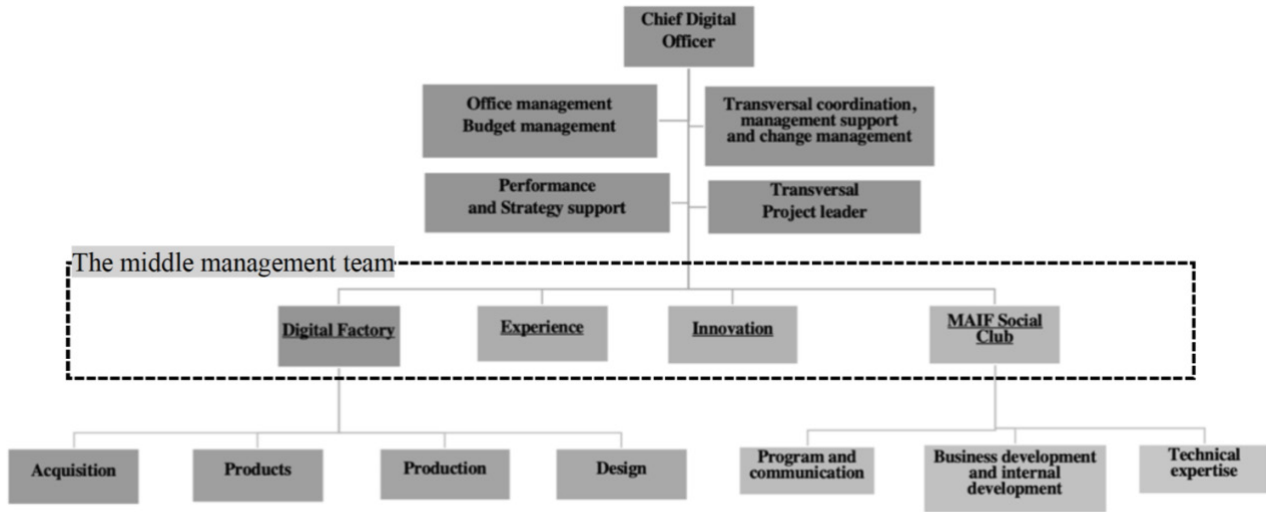 Chief Digital
Officer
Office management
Budget management
Transversal coordination,
management support
and change management
Performance
and Strategy support
Transversal
Project leader
The middle management team
Digital Factory
Experience
Innovation
MAIF Social
Club
Acquisition
Products
Production
Design
Program and
communication
Business development
and internal
development
Technical
expertise